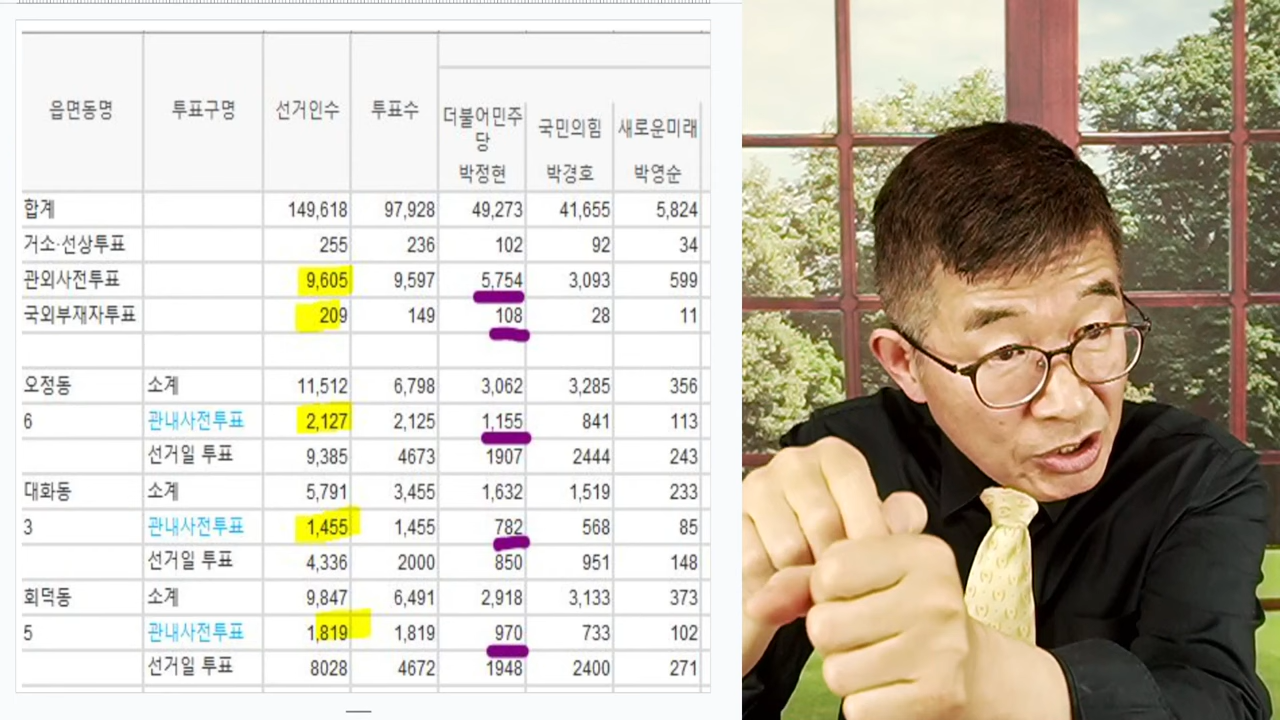 읍면동명 투표구명 선거인수 투표수 더불어민주당 박정현 국민의힘 박경호 새로운미래 박영순
합계 149,618 97,928 49,273 41,655 5,824
거소·선상투표 255 236 102 92 34
관외사전투표 9,605 9,597 5,754 3,093 599
국외부재자투표 209 149 108 28 11
오정동 소계 11,512 6,798 3,062 3,285 356
6 관내사전투표 2,127 2,125 1,155 841 113
선거일 투표 9,385 4673 1907 2444 243
대화동 소계 5,791 3,455 1,632 1,519 233
3 관내사전투표 1,455 1,455 782 568 85
선거일 투표 4,336 2000 850 951 148
회덕동 소계 9,847 6,491 2,918 3,133 373
5 관내사전투표 1,819 1,819 970 733 102
선거일 투표 8028 4672 1948 2400 271